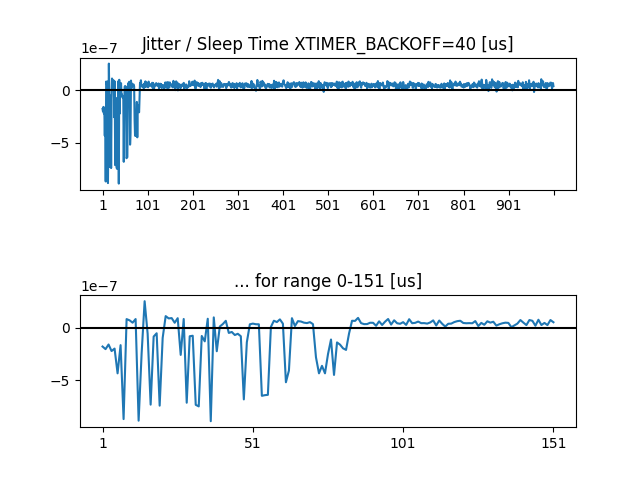 Jitter / Sleep Time XTIMER_BACKOFF=40 [us]
1e−7
0
−5
1 101 201 301 401 501 601 701 801 901
... for range 0-151 [us]
1e−7
0
−5
1 51 101 151